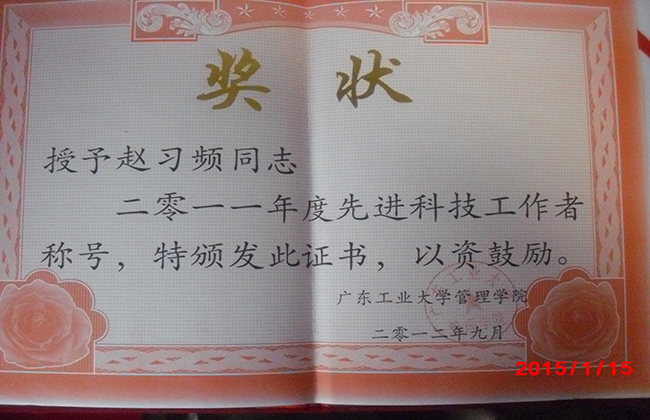 奖状
授予赵习频同志
二零一一年度先进科技工作者
称号，特颁发此证书，以资鼓励。
广东工业大学管理学院
二零一二年九月
2015/1/15